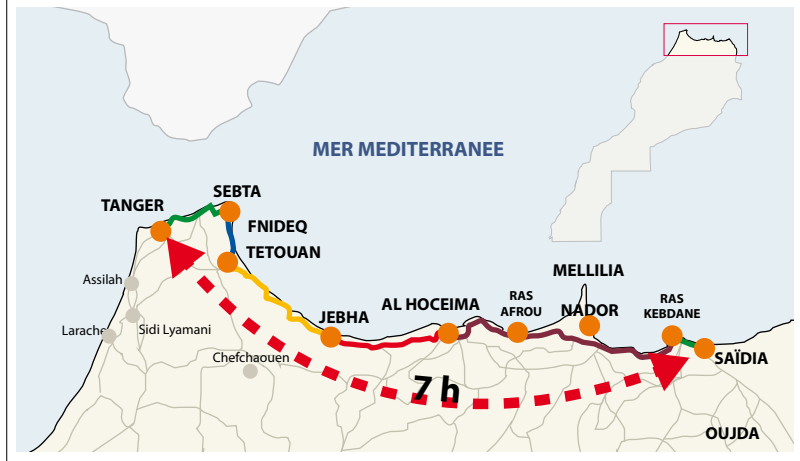 MER MEDITERRANEE
SEBTA
TANGER
FNIDEQ
TETOUAN
MELLILIA
Assilah
AL HOCEIMA
RAS
AFROU
NADOR
RAS
KEBDANE
JEBHA
Larache
Sidi Lyamani
Chefchaouen
SAÏDIA
7 h
OUJDA